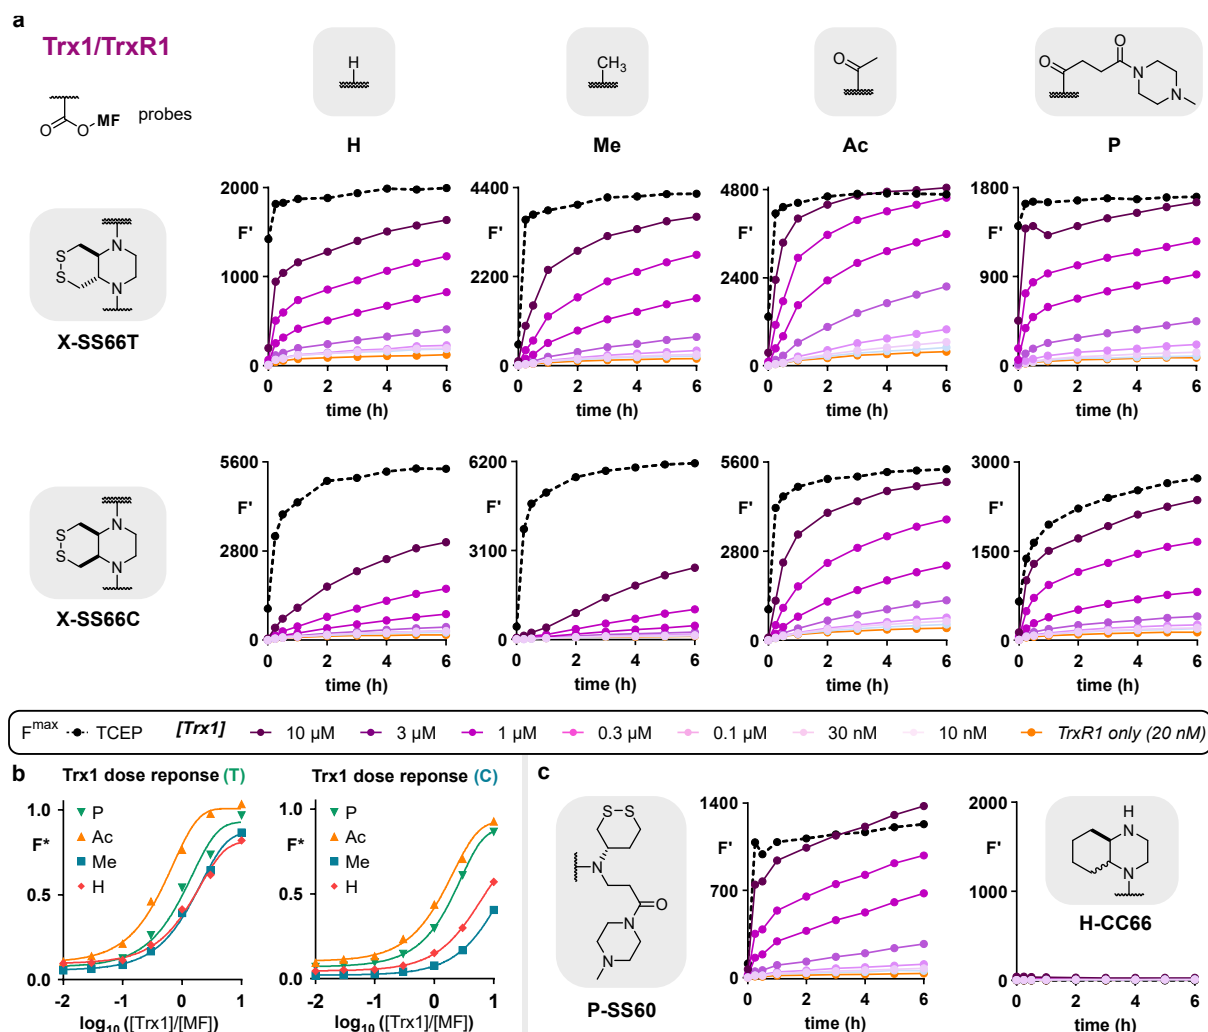 a
Trx1/TrxR1
O
O
MF
probes
H
H
CH3
Me
O
Ac
O
O
N
N
P
S
S
N
N
X-SS66T
2000
1000
0
F'
0 2 4 6
time (h)
4400
2200
0
F'
0 2 4 6
time (h)
4800
2400
0
F'
0 2 4 6
time (h)
1800
900
0
F'
0 2 4 6
time (h)
S
S
N
N
X-SS66C
5600
2800
0
F'
0 2 4 6
time (h)
6200
3100
0
F'
0 2 4 6
time (h)
5600
2800
0
F'
0 2 4 6
time (h)
3000
1500
0
F'
0 2 4 6
time (h)
Fmax TCEP [Trx1] 10 µM 3 µM 1 µM 0.3 µM 0.1 µM 30 nM 10 nM TrxR1 only (20 nM)
b
Trx1 dose reponse (T)
1.0
0.5
0.0
F*
P
Ac
Me
H
-2 -1 0 1
log10 ([Trx1]/[MF])
Trx1 dose reponse (C)
1.0
0.5
0.0
F*
P
Ac
Me
H
-2 -1 0 1
log10 ([Trx1]/[MF])
c
S S
N
O
N
N
P-SS60
1400
700
0
F'
0 2 4 6
time (h)
2000
1000
0
F'
H
N
N
H-CC66
0 2 4 6
time (h)